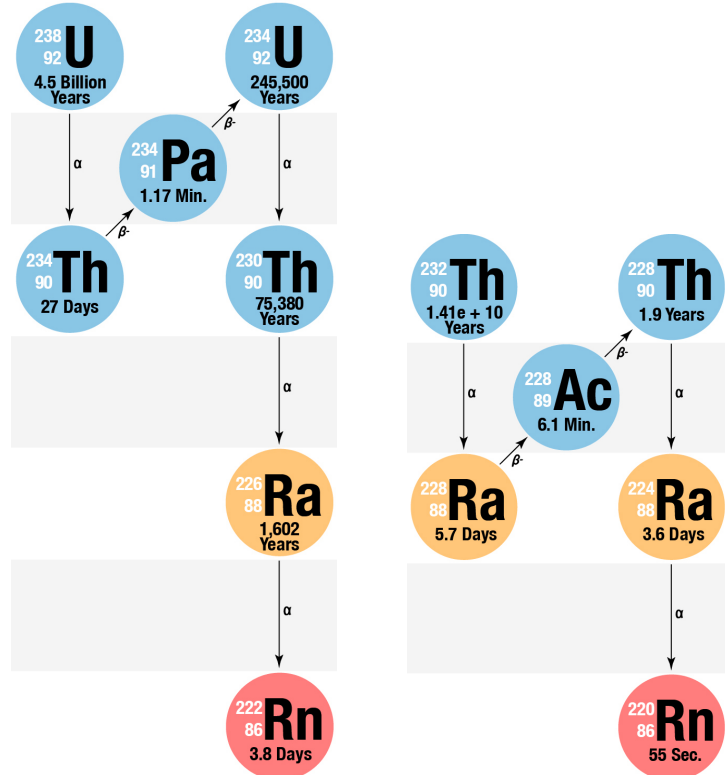 238
92
U
4.5 Billion
Years
234
92
U
245,500
Years
α
β-
α
234
91
Pa
1.17 Min.
β-
234
90
Th
27 Days
230
90
Th
75,380
Years
α
226
88
Ra
1,602
Years
α
222
86
Rn
3.8 Days
232
90
Th
1.41e + 10
Years
228
90
Th
1.9 Years
α
β-
α
228
89
Ac
6.1 Min.
β-
228
88
Ra
5.7 Days
224
88
Ra
3.6 Days
α
220
86
Rn
55 Sec.